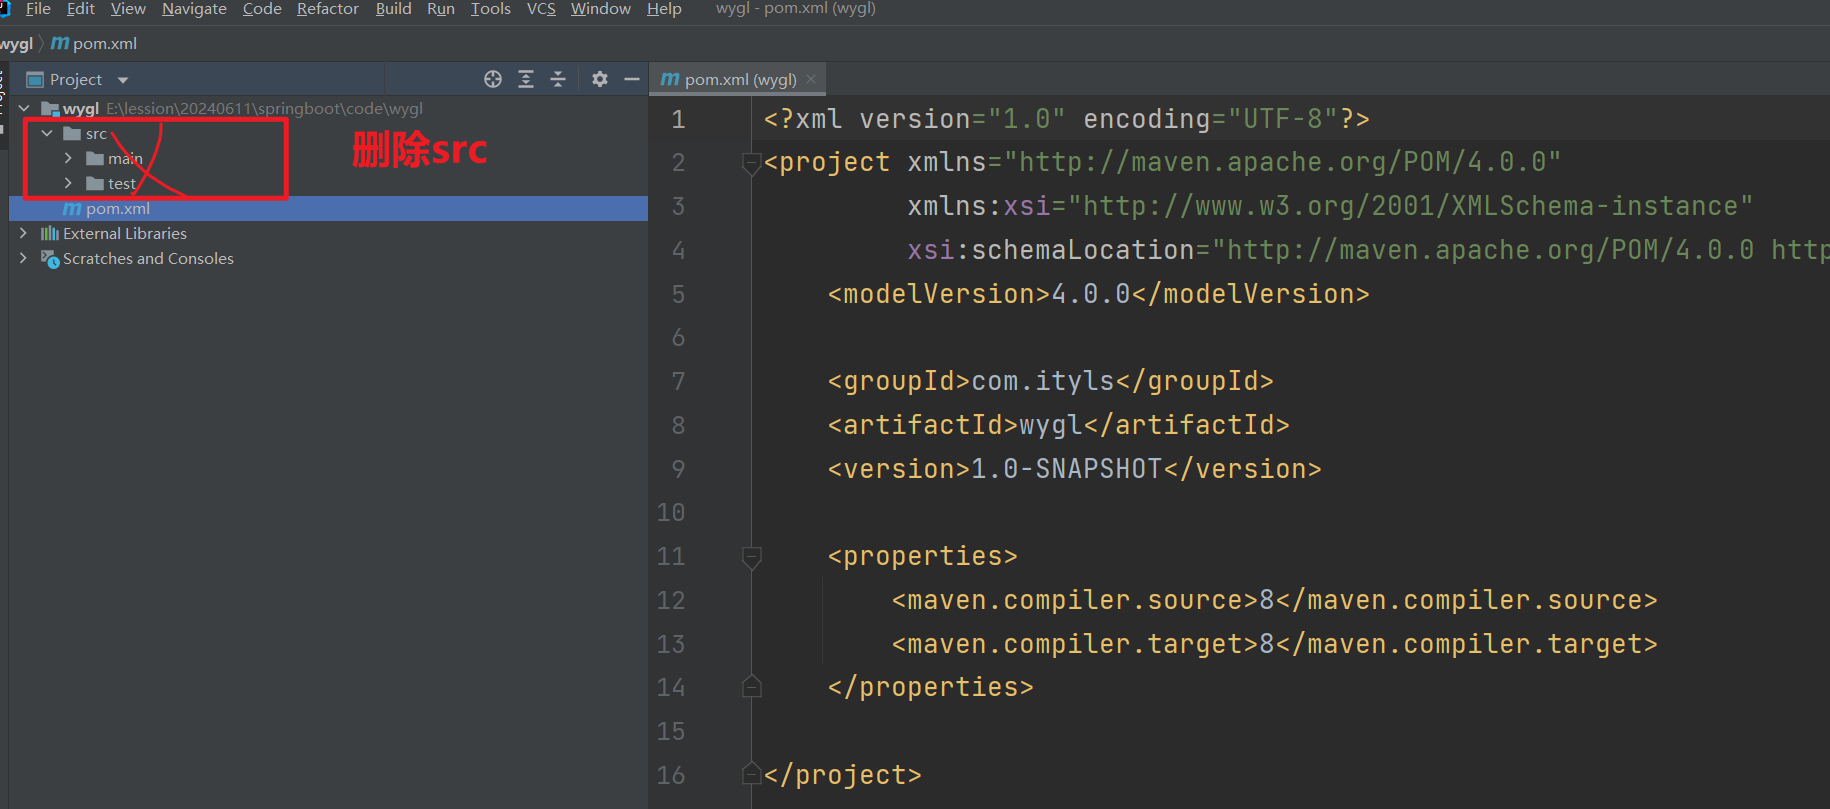 File Edit View Navigate Code Refactor Build Run Tools VCS Window Help wygl - pom.xml (wygl)
wygl pom.xml
Project
pom.xml (wygl)
wygl E:\lession\20240611\springboot\code\wygl
src
main
test
pom.xml
External Libraries
Scratches and Consoles
删除src
1 <?xml version="1.0" encoding="UTF-8"?>
2 <project xmlns="http://maven.apache.org/POM/4.0.0"
3 xmlns:xsi="http://www.w3.org/2001/XMLSchema-instance"
4 xsi:schemaLocation="http://maven.apache.org/POM/4.0.0 http
5 <modelVersion>4.0.0</modelVersion>
6
7 <groupId>com.ityls</groupId>
8 <artifactId>wygl</artifactId>
9 <version>1.0-SNAPSHOT</version>
10
11 <properties>
12 <maven.compiler.source>8</maven.compiler.source>
13 <maven.compiler.target>8</maven.compiler.target>
14 </properties>
15
16 </project>